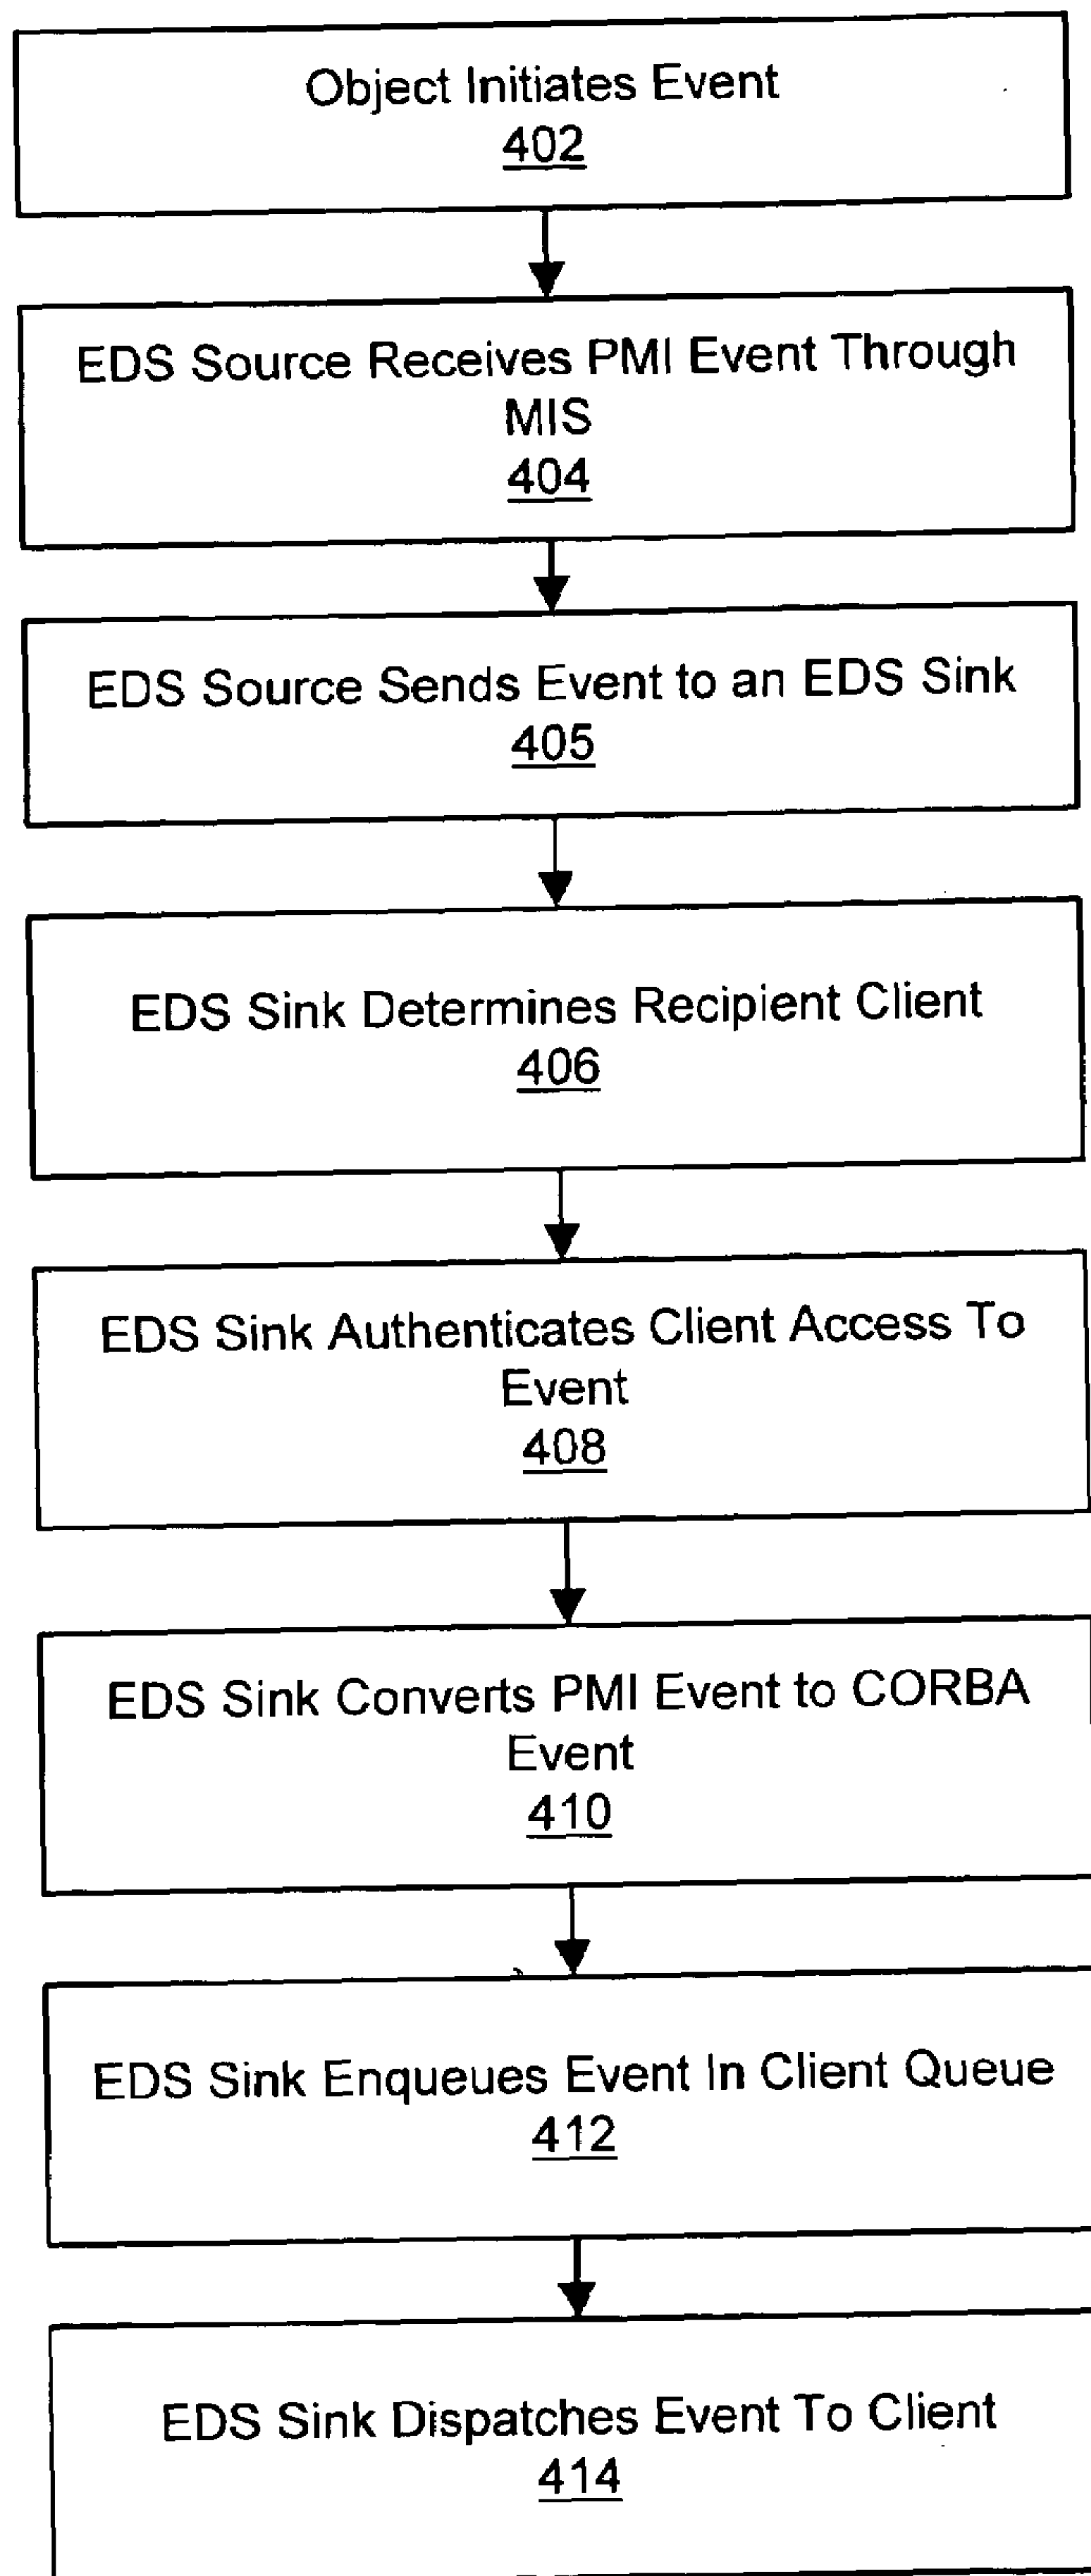 Object Initiates Event
402
EDS Source Receives PMI Event Through
MIS
404
EDS Source Sends Event to an EDS Sink
405
EDS Sink Determines Recipient Client
406
EDS Sink Authenticates Client Access To
Event
408
EDS Sink Converts PMI Event to CORBA
Event
410
EDS Sink Enqueues Event In Client Queue
412
EDS Sink Dispatches Event To Client
414